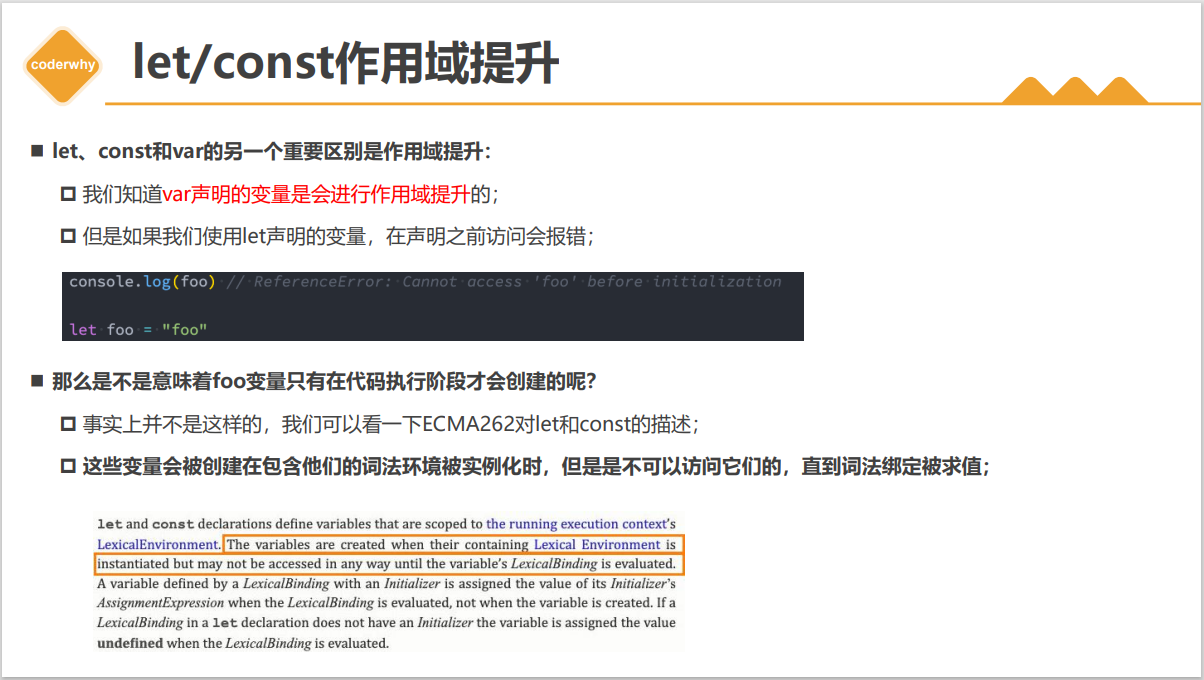 coderwhy
let/const作用域提升
let、const和var的另一个重要区别是作用域提升：
我们知道var声明的变量是会进行作用域提升的；
但是如果我们使用let声明的变量，在声明之前访问会报错；
console.log(foo) // ReferenceError: Cannot access 'foo' before initialization
let foo = "foo"
那么是不是意味着foo变量只有在代码执行阶段才会创建的呢？
事实上并不是这样的，我们可以看一下ECMA262对let和const的描述；
这些变量会被创建在包含他们的词法环境被实例化时，但是是不可以访问它们的，直到词法绑定被求值；
let and const declarations define variables that are scoped to the running execution context's
LexicalEnvironment. The variables are created when their containing Lexical Environment is
instantiated but may not be accessed in any way until the variable's LexicalBinding is evaluated.
A variable defined by a LexicalBinding with an Initializer is assigned the value of its Initializer's
AssignmentExpression when the LexicalBinding is evaluated, not when the variable is created. If a
LexicalBinding in a let declaration does not have an Initializer the variable is assigned the value
undefined when the LexicalBinding is evaluated.